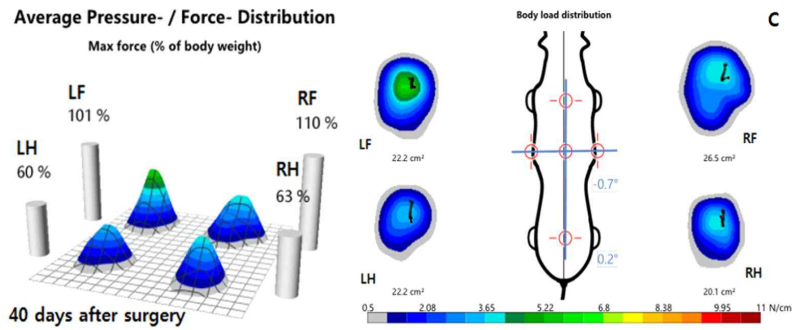 Average Pressure- / Force- Distribution
Max force (% of body weight)
LF
101 %
RF
110 %
LH
60 %
RH
63 %
40 days after surgery
Body load distribution
C
LF
22.2 cm²
RF
26.5 cm²
-0.7°
0.2°
LH
22.2 cm²
RH
20.1 cm²
0.5 2.08 3.65 5.22 6.8 8.38 9.95 11 N/cm